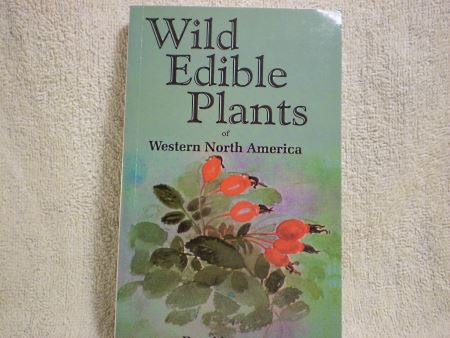 Wild
Edible
Plants
of
Western North America